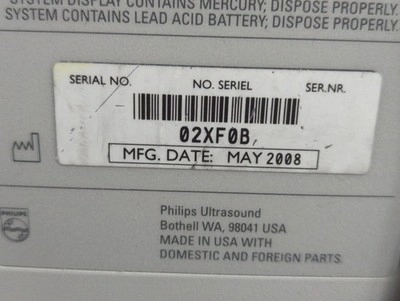 SYSTEM DISPLAY CONTAINS MERCURY; DISPOSE PROPERLY.
SYSTEM CONTAINS LEAD ACID BATTERY; DISPOSE PROPERLY.
SERIAL NO. NO. SERIEL SER.NR.
02XF0B
MFG. DATE: MAY 2008
PHILIPS
Philips Ultrasound
Bothell WA, 98041 USA
MADE IN USA WITH
DOMESTIC AND FOREIGN PARTS.